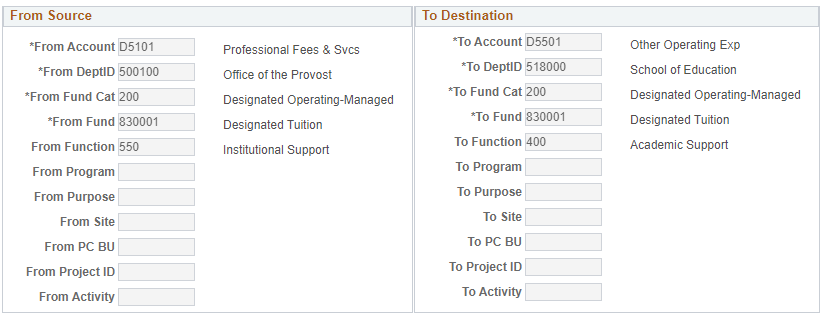 From Source
*From Account D5101 Professional Fees & Svcs
*From DeptID 500100 Office of the Provost
*From Fund Cat 200 Designated Operating-Managed
*From Fund 830001 Designated Tuition
From Function 550 Institutional Support
From Program
From Purpose
From Site
From PC BU
From Project ID
From Activity
To Destination
*To Account D5501 Other Operating Exp
*To DeptID 518000 School of Education
*To Fund Cat 200 Designated Operating-Managed
*To Fund 830001 Designated Tuition
To Function 400 Academic Support
To Program
To Purpose
To Site
To PC BU
To Project ID
To Activity